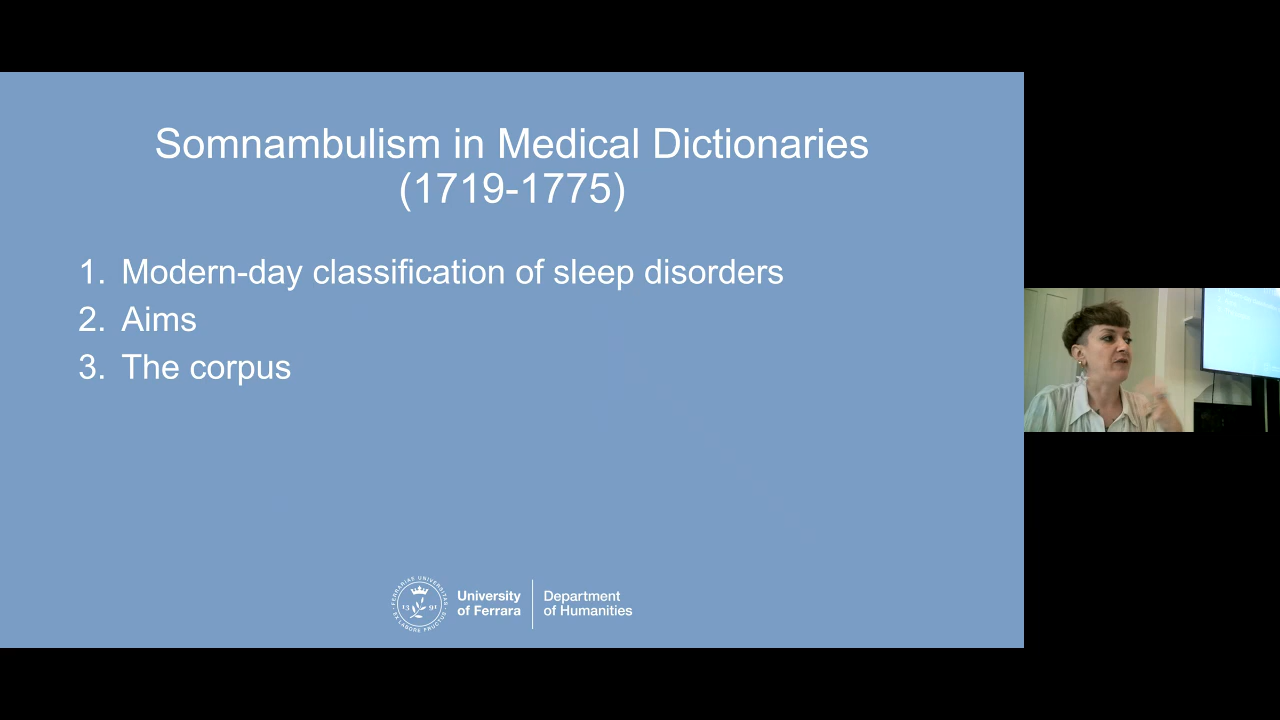 Somnambulism in Medical Dictionaries
(1719-1775)
1. Modern-day classification of sleep disorders
2. Aims
3. The corpus
University
of Ferrara
Department
of Humanities